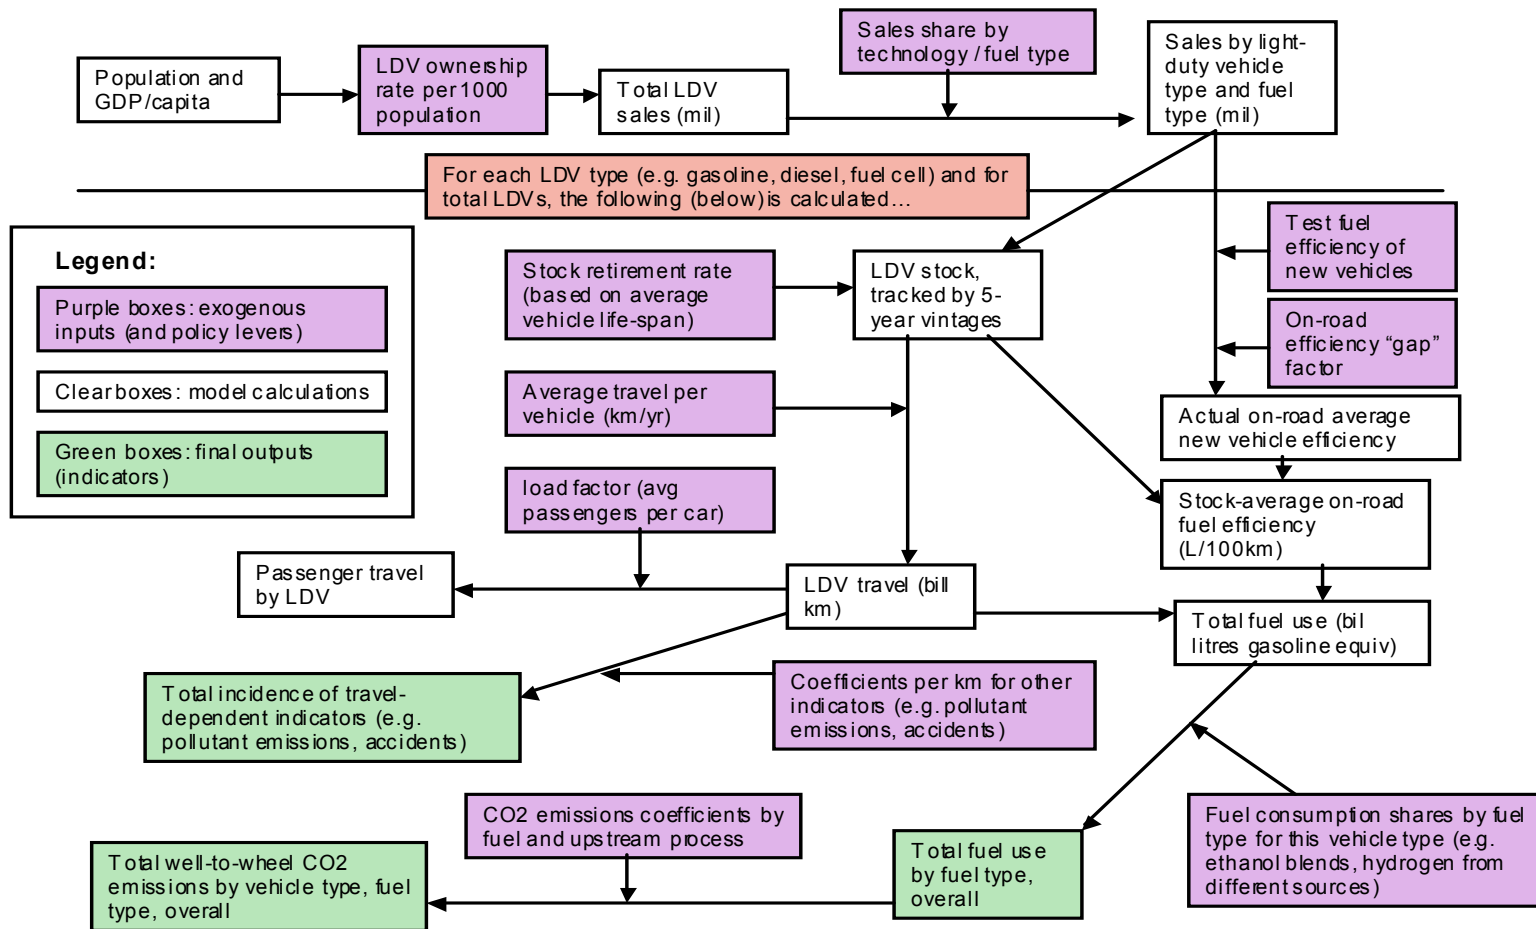 Population and
GDP/capita
LDV ownership
rate per 1000
population
Total LDV
sales (mil)
Sales share by
technology / fuel type
Sales by light-
duty vehicle
type and fuel
type (mil)
For each LDV type (e.g. gasoline, diesel, fuel cell) and for
total LDVs, the following (below) is calculated...
Legend:
Purple boxes: exogenous
inputs (and policy levers)
Clear boxes: model calculations
Green boxes: final outputs
(indicators)
Stock retirement rate
(based on average
vehicle life-span)
LDV stock,
tracked by 5-
year vintages
Test fuel
efficiency of
new vehicles
On-road
efficiency “gap”
factor
Average travel per
vehicle (km/yr)
Actual on-road average
new vehicle efficiency
load factor (avg
passengers per car)
Stock-average on-road
fuel efficiency
(L/100km)
Passenger travel
by LDV
LDV travel (bill
km)
Total fuel use (bil
litres gasoline equiv)
Total incidence of travel-
dependent indicators (e.g.
pollutant emissions, accidents)
Coefficients per km for other
indicators (e.g. pollutant
emissions, accidents)
CO2 emissions coefficients by
fuel and upstream process
Fuel consumption shares by fuel
type for this vehicle type (e.g.
ethanol blends, hydrogen from
different sources)
Total well-to-wheel CO2
emissions by vehicle type, fuel
type, overall
Total fuel use
by fuel type,
overall